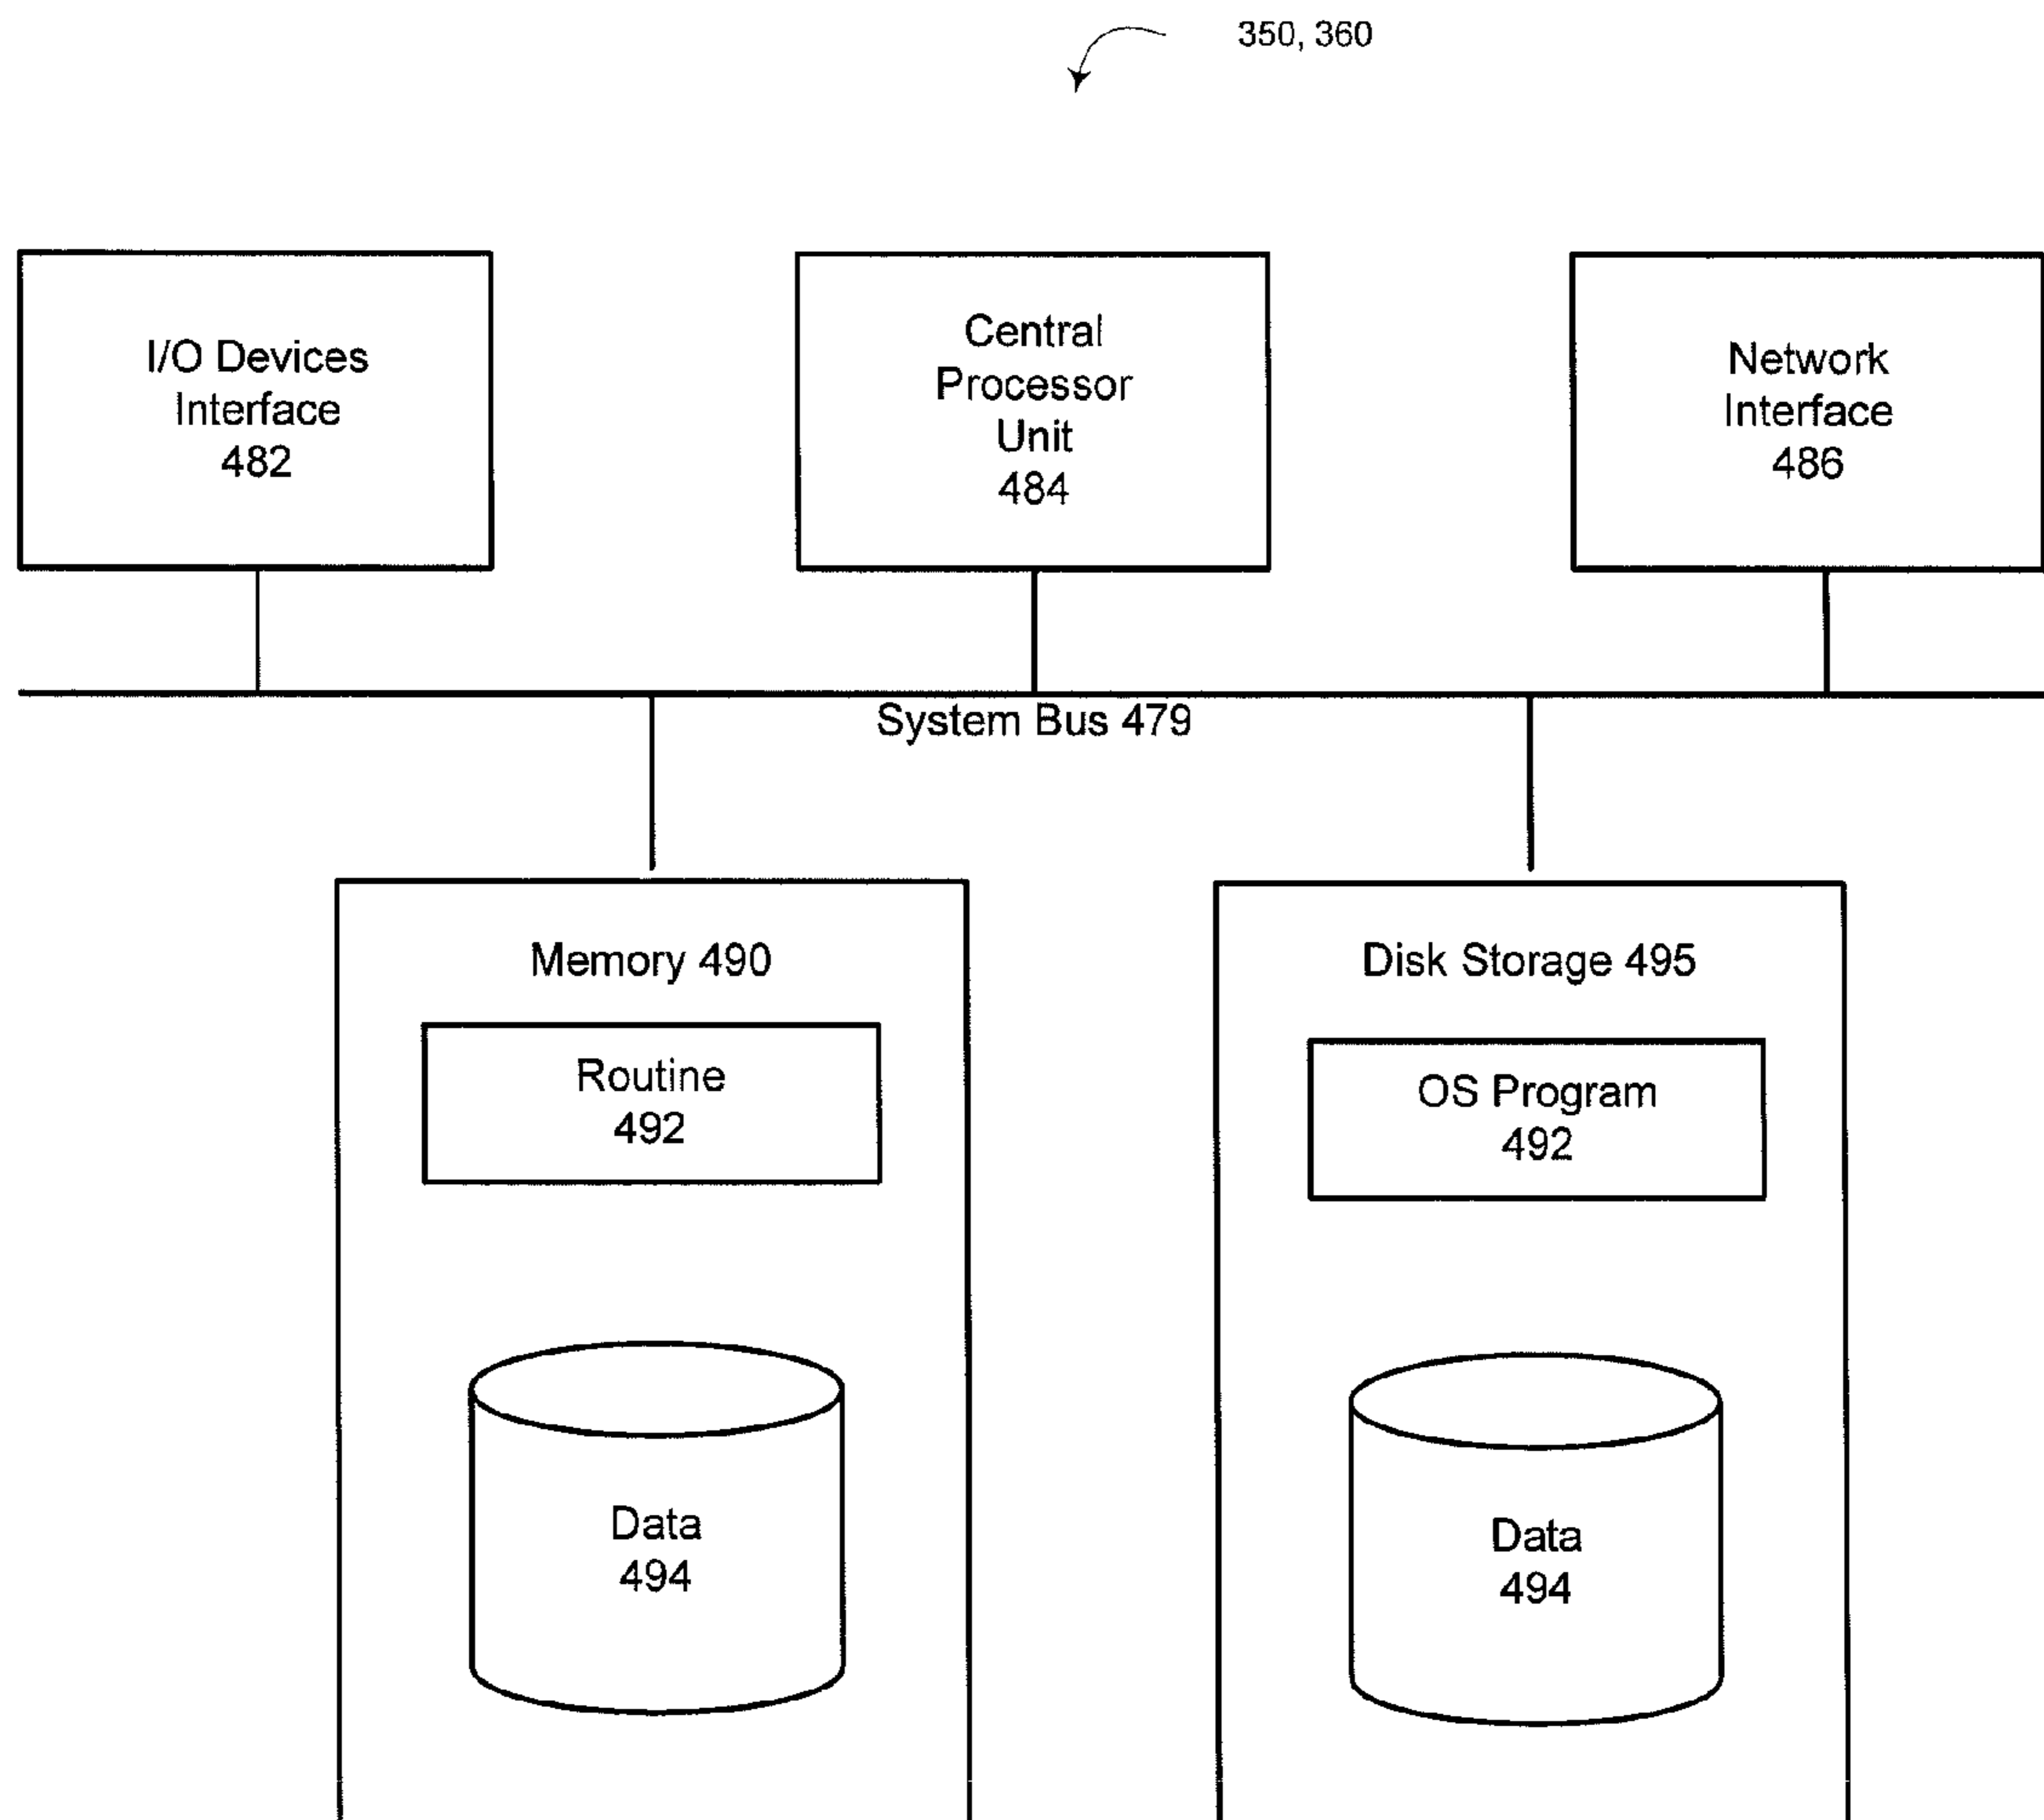 350, 360
I/O Devices
Interface
482
Central
Processor
Unit
484
Network
Interface
486
System Bus 479
Memory 490
Routine
492
Data
494
Disk Storage 495
OS Program
492
Data
494